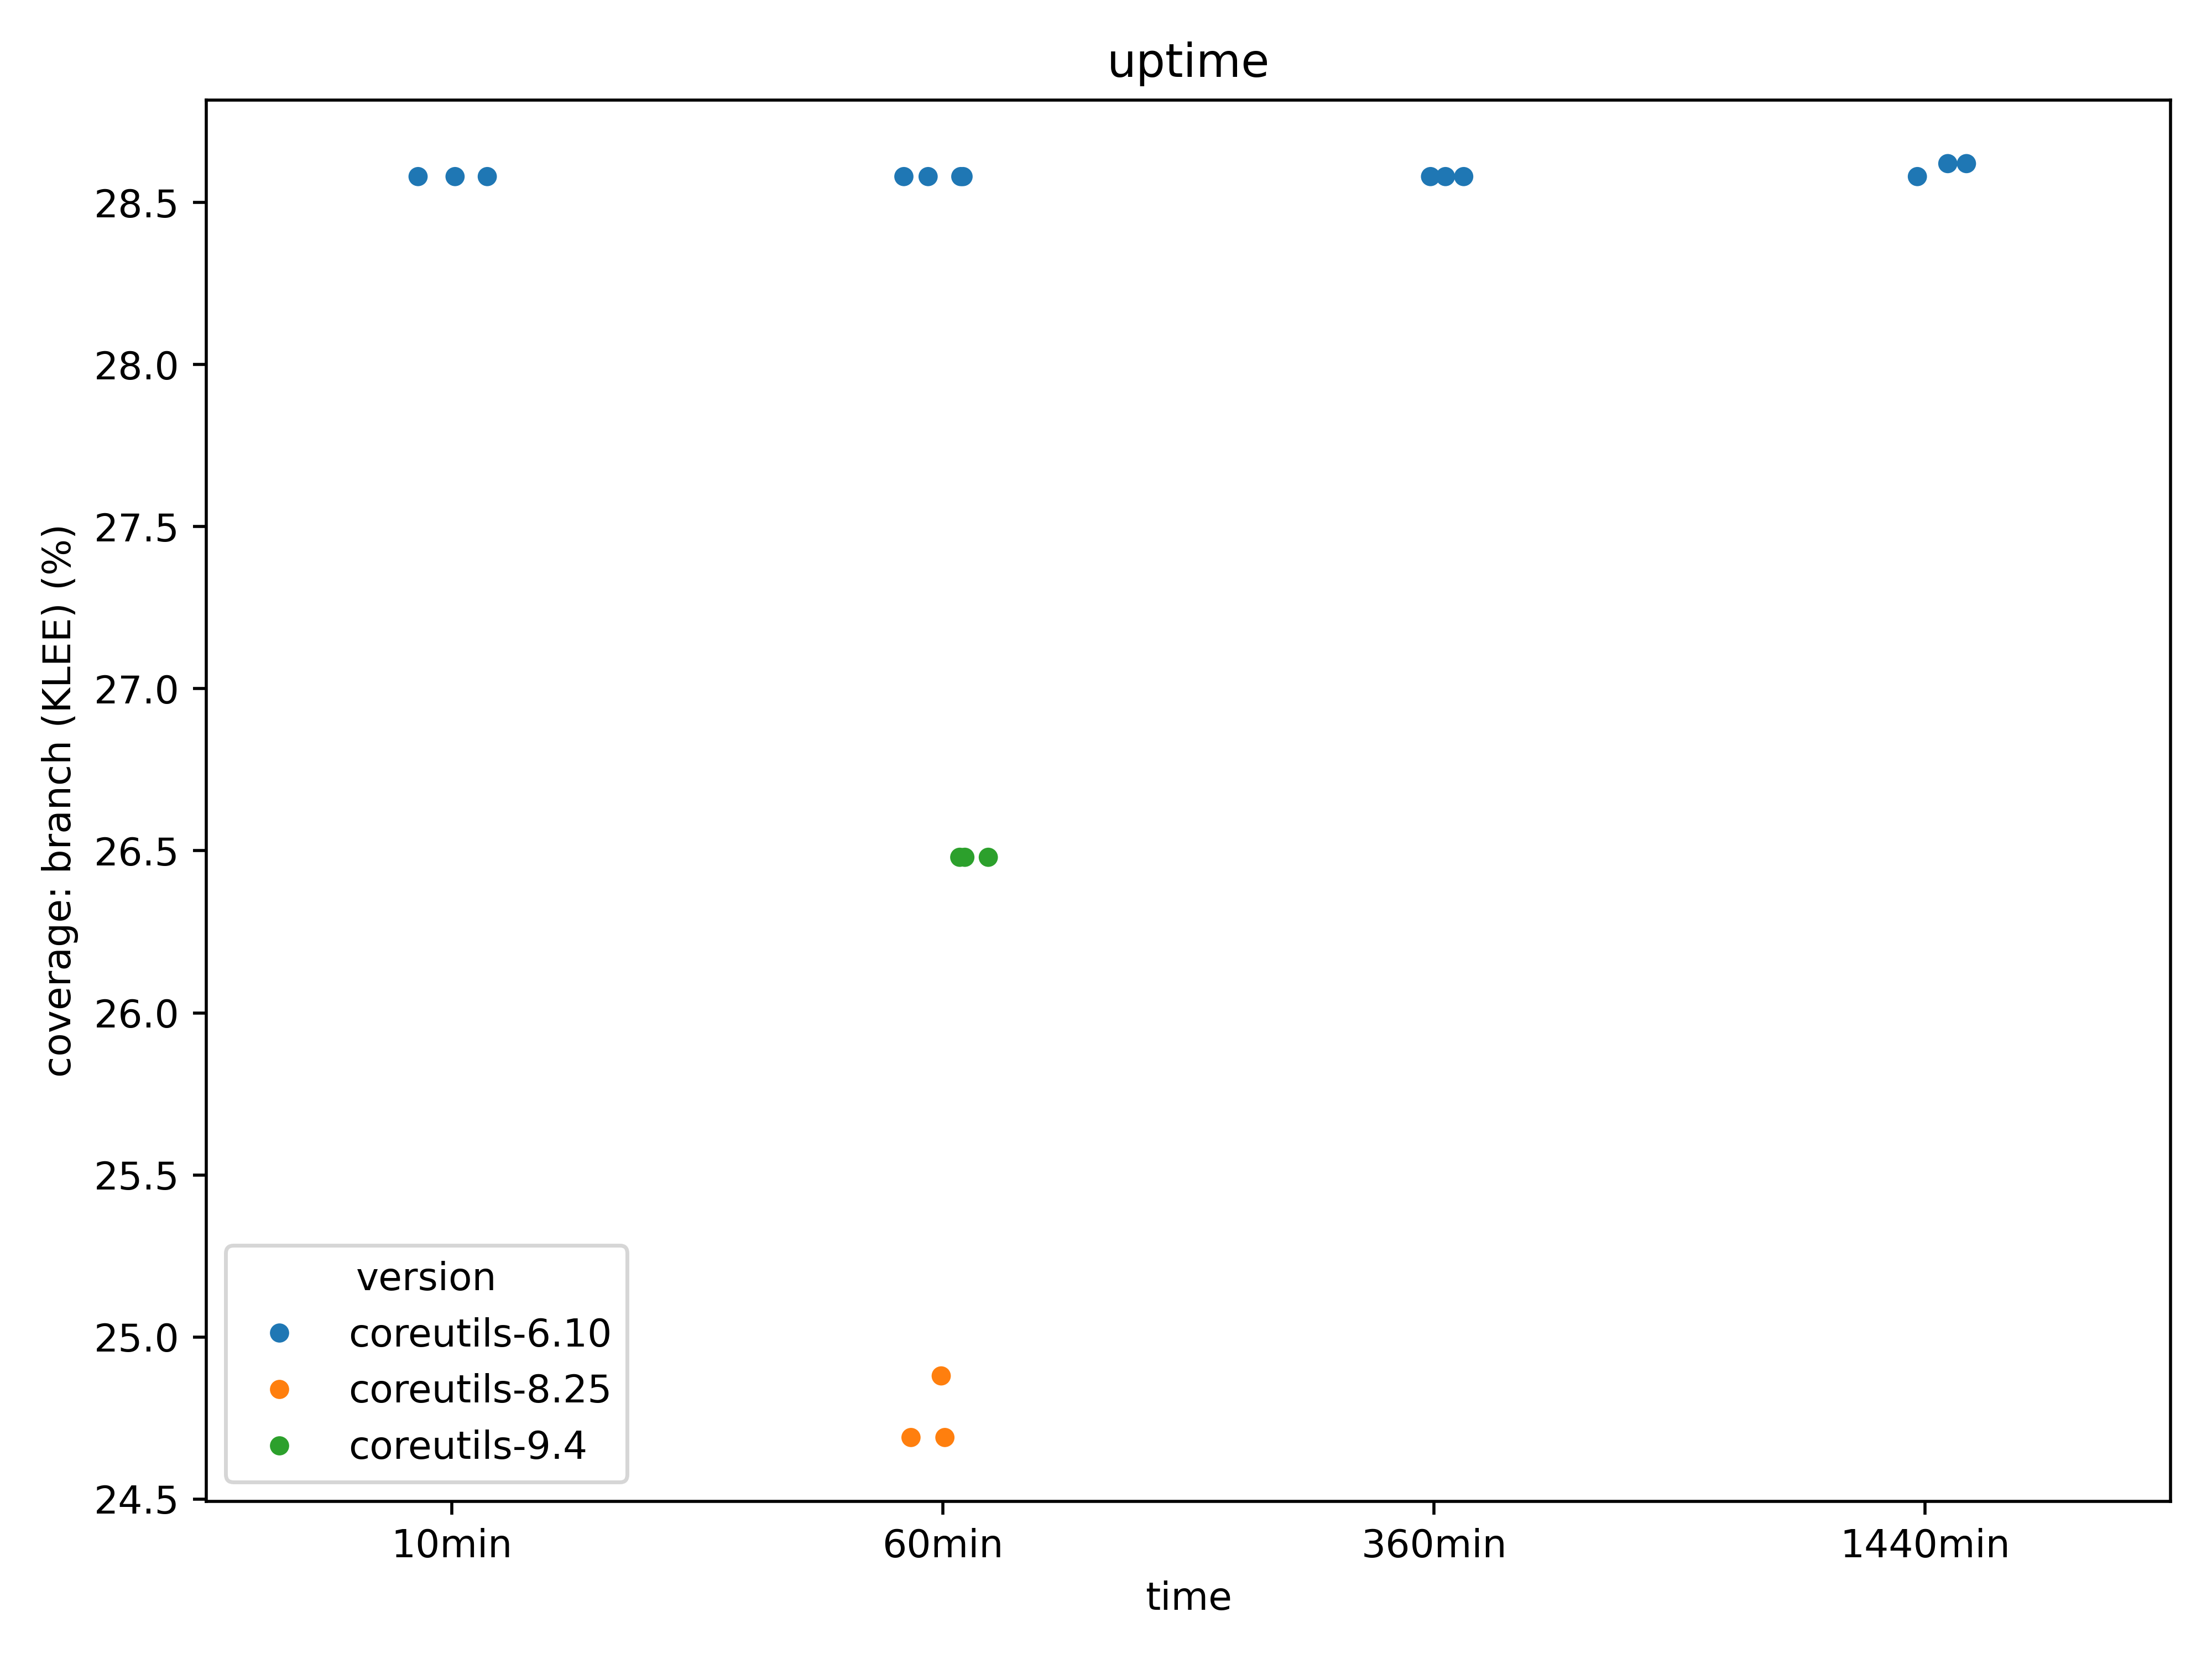 uptime
28.5
28.0
27.5
27.0
26.5
26.0
25.5
25.0
24.5
coverage: branch (KLEE) (%)
version
coreutils-6.10
coreutils-8.25
coreutils-9.4
10min
60min
360min
1440min
time